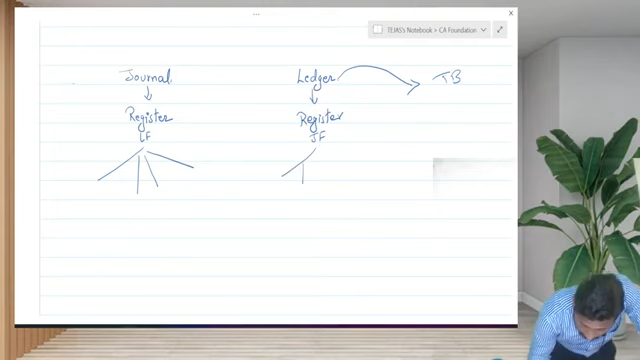 TEJAS's Notebook > CA Foundation
Journal
Ledger
TB
Register
Register
LF
JF